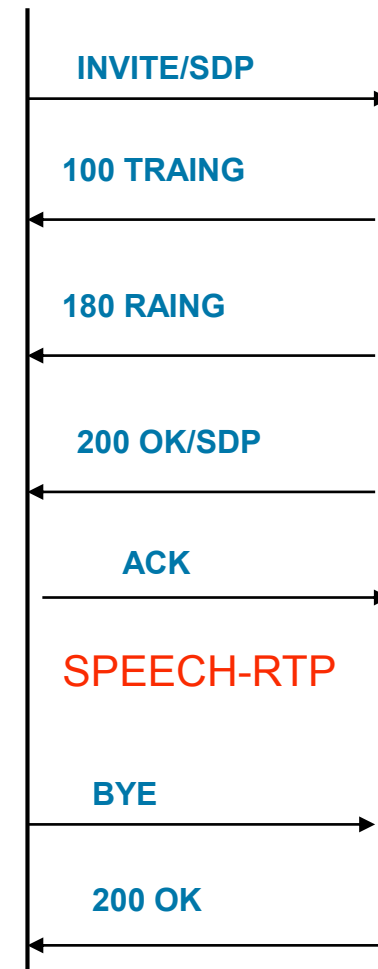 INVITE/SDP
100 TRAING
180 RAING
200 OK/SDP
ACK
SPEECH-RTP
BYE
200 OK